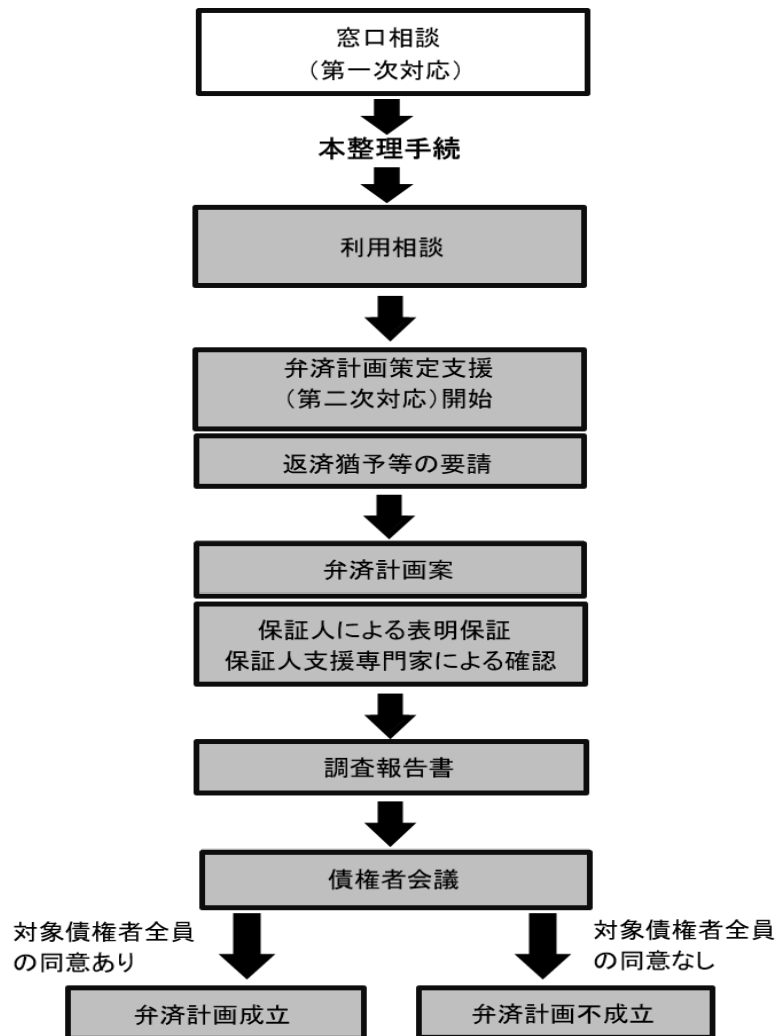 窓口相談
（第一次対応）
本整理手続
利用相談
弁済計画策定支援
（第二次対応）開始
返済猶予等の要請
弁済計画案
保証人による表明保証
保証人支援専門家による確認
調査報告書
債権者会議
対象債権者全員
の同意あり
対象債権者全員
の同意なし
弁済計画成立
弁済計画不成立